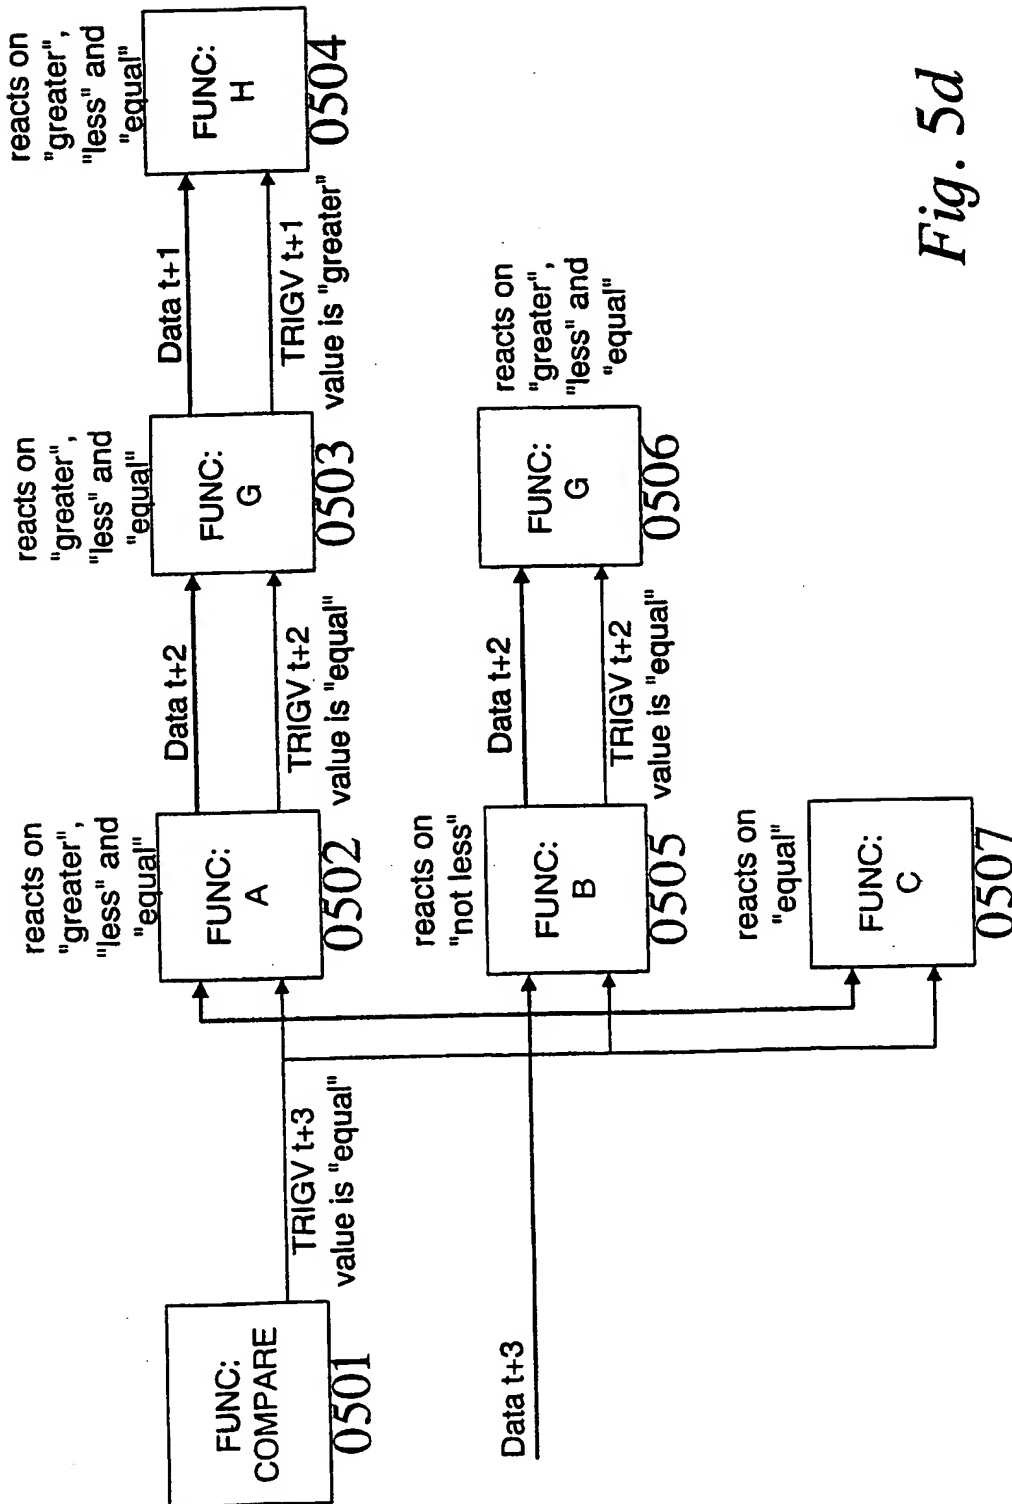 reacts on
"greater",
"less" and
"equal"
FUNC:
H
0504
Data t+1
TRIGV t+1
value is "greater"
reacts on
"greater",
"less" and
"equal"
FUNC:
G
0503
Data t+2
TRIGV t+2
value is "equal"
reacts on
"greater",
"less" and
"equal"
FUNC:
A
0502
TRIGV t+3
value is "equal"
FUNC:
COMPARE
0501
reacts on
"greater",
"less" and
"equal"
FUNC:
G
0506
Data t+2
TRIGV t+2
value is "equal"
reacts on
"not less"
FUNC:
B
0505
Data t+3
reacts on
"equal"
FUNC:
C
0507
Fig. 5d